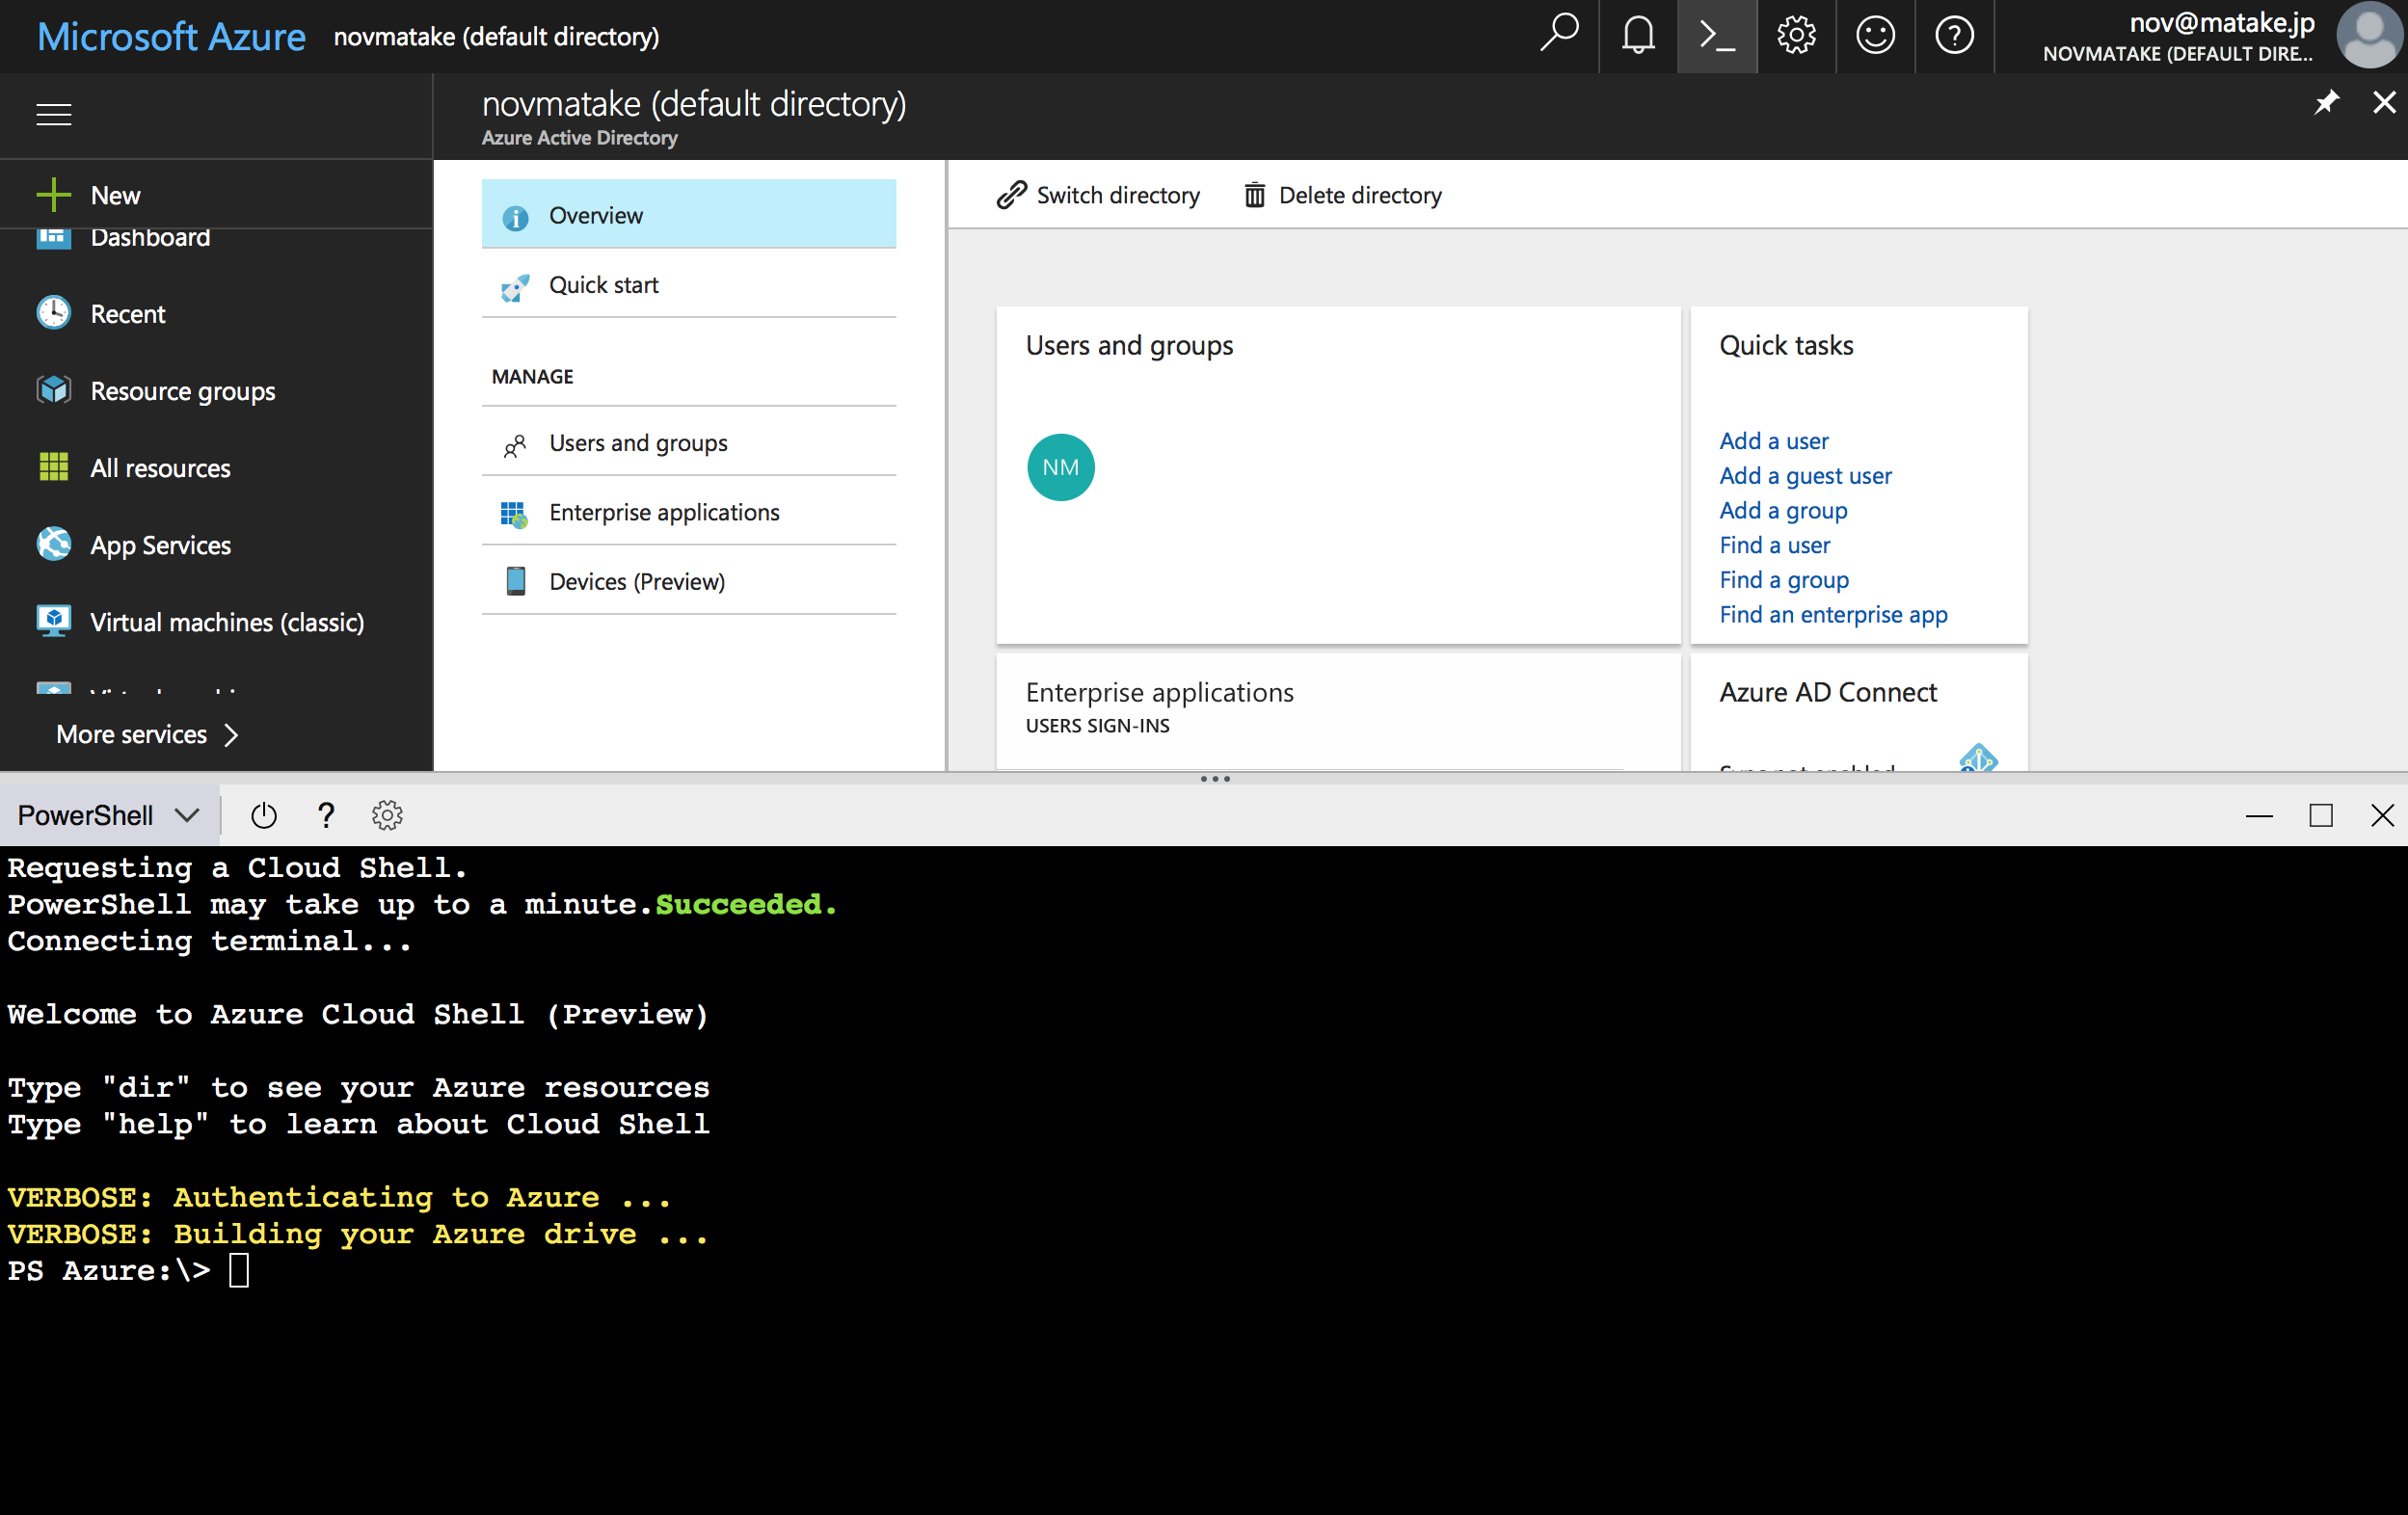 Microsoft Azure novmatake (default directory)
nov@matake.jp
NOVMATAKE (DEFAULT DIRE...
novmatake (default directory)
Azure Active Directory
New
Dashboard
Recent
Resource groups
All resources
App Services
Virtual machines (classic)
More services
Overview
Quick start
MANAGE
Users and groups
Enterprise applications
Devices (Preview)
Switch directory
Delete directory
Users and groups
NM
Quick tasks
Add a user
Add a guest user
Add a group
Find a user
Find a group
Find an enterprise app
Enterprise applications
USERS SIGN-INS
Azure AD Connect
Sync not enabled
PowerShell
?
Requesting a Cloud Shell.
PowerShell may take up to a minute.Succeeded.
Connecting terminal...
Welcome to Azure Cloud Shell (Preview)
Type "dir" to see your Azure resources
Type "help" to learn about Cloud Shell
VERBOSE: Authenticating to Azure ...
VERBOSE: Building your Azure drive ...
PS Azure:\>